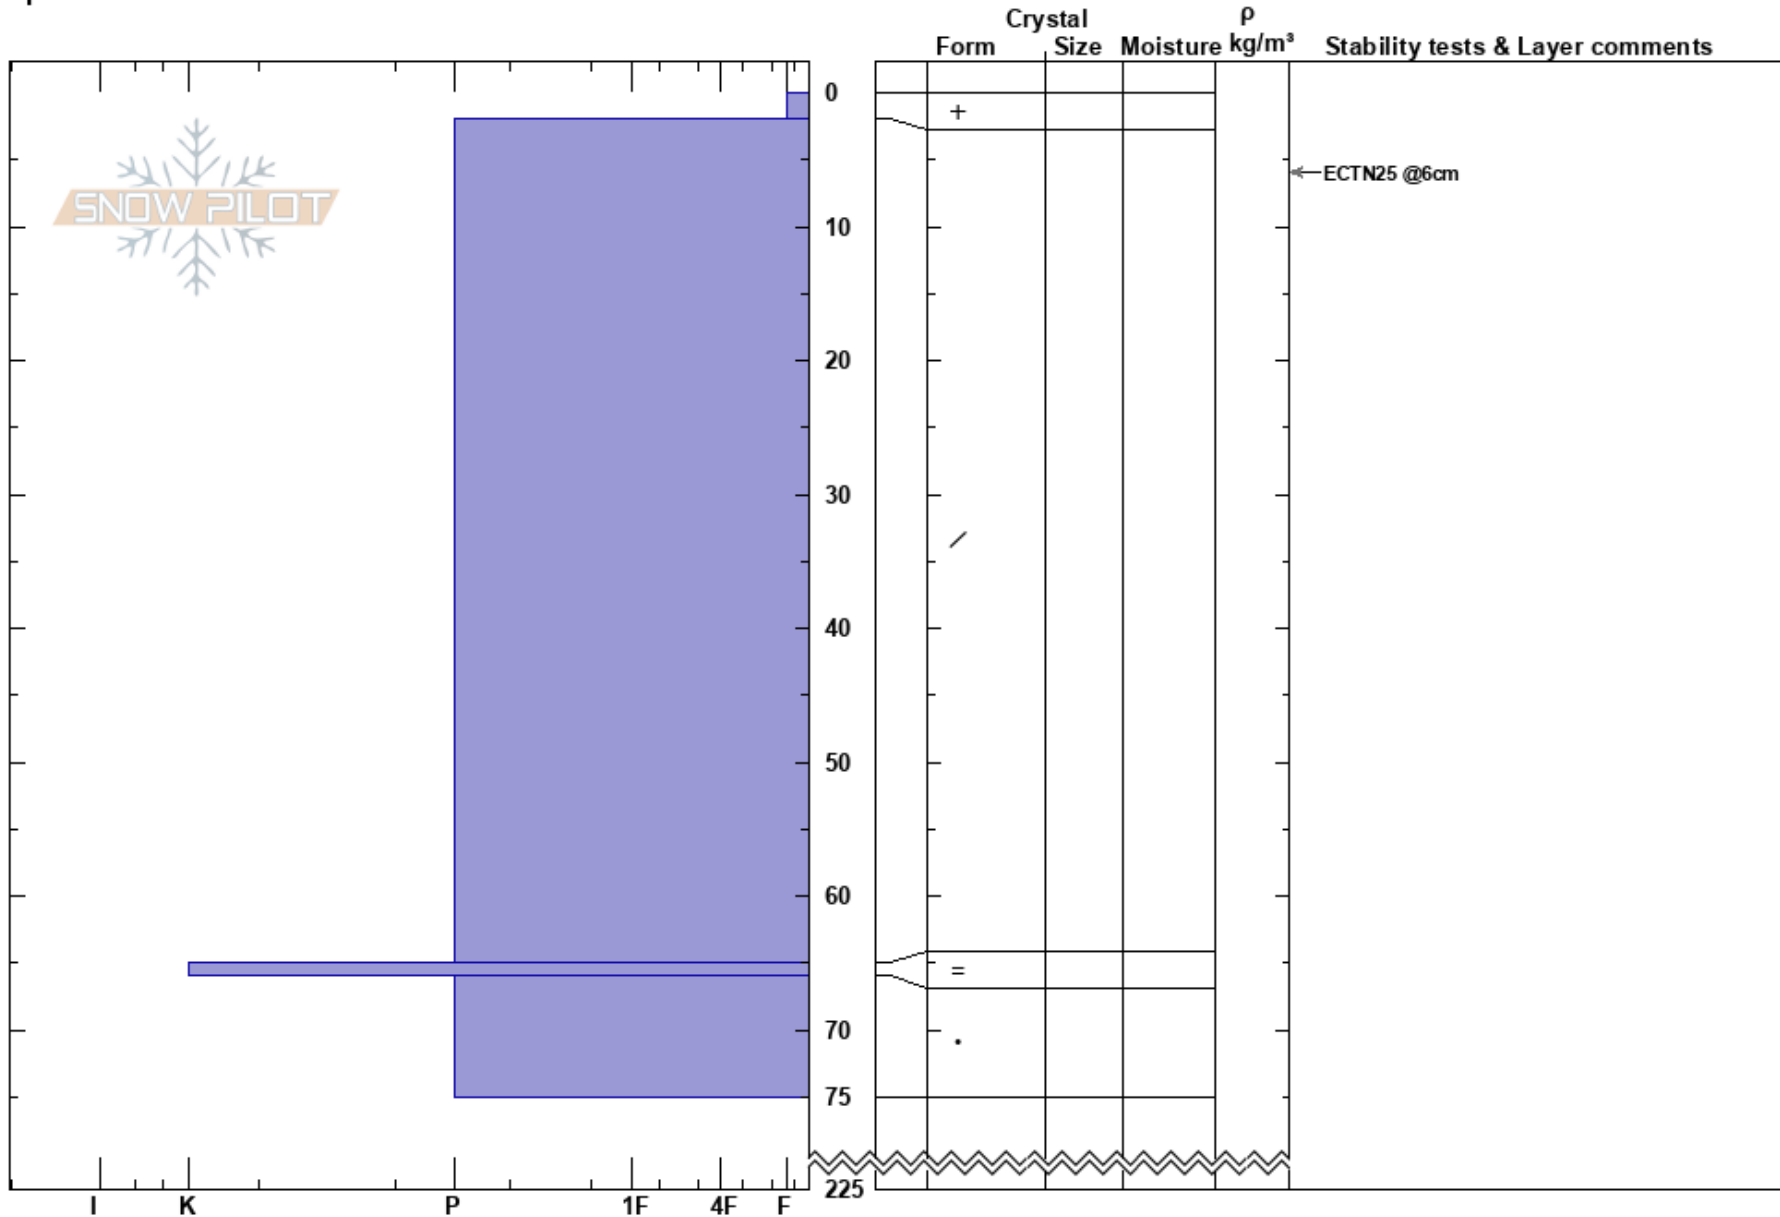 Crystal
ρ
Form Size Moisture kg/m³ Stability tests & Layer comments
0
+
ECTN25 @6cm
SNOW PILOT
10
20
30
/
40
50
60
=
70
•
75
225
I K P 1F 4F F